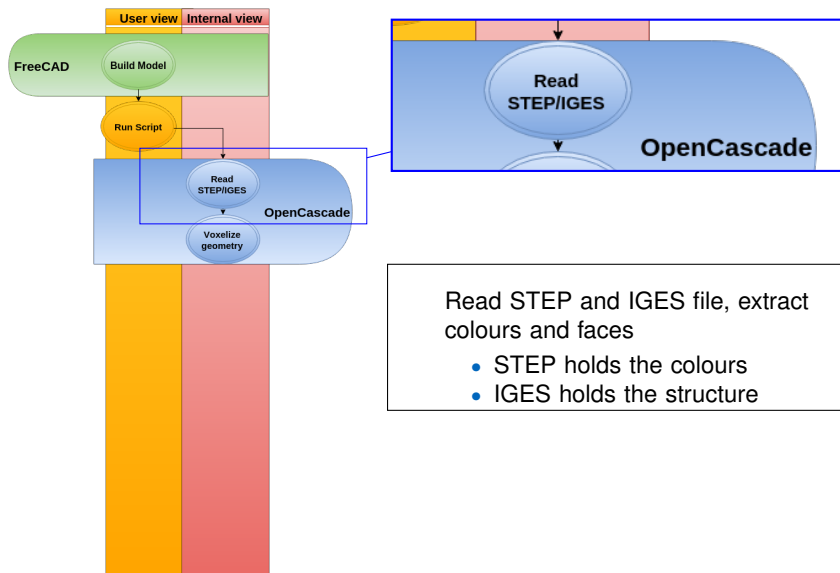 User view
Internal view
FreeCAD
Build Model
Run Script
Read
STEP/IGES
OpenCascade
Voxelize
geometry
Read
STEP/IGES
OpenCascade
Read STEP and IGES file, extract
colours and faces
• STEP holds the colours
• IGES holds the structure